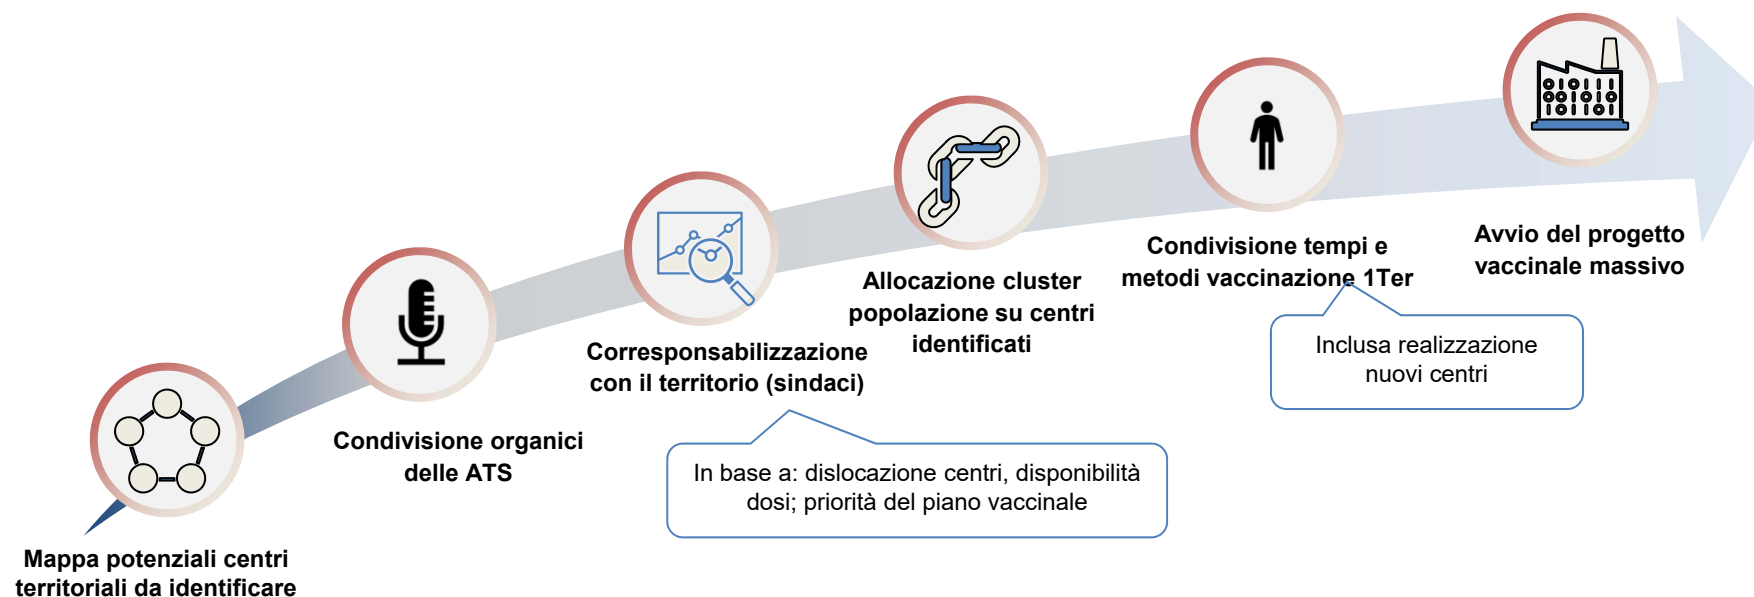 Mappa potenziali centri
territoriali da identificare
Condivisione organici
delle ATS
Corresponsabilizzazione
con il territorio (sindaci)
In base a: dislocazione centri, disponibilità
dosi; priorità del piano vaccinale
Allocazione cluster
popolazione su centri
identificati
Condivisione tempi e
metodi vaccinazione 1Ter
Inclusa realizzazione
nuovi centri
Avvio del progetto
vaccinale massivo